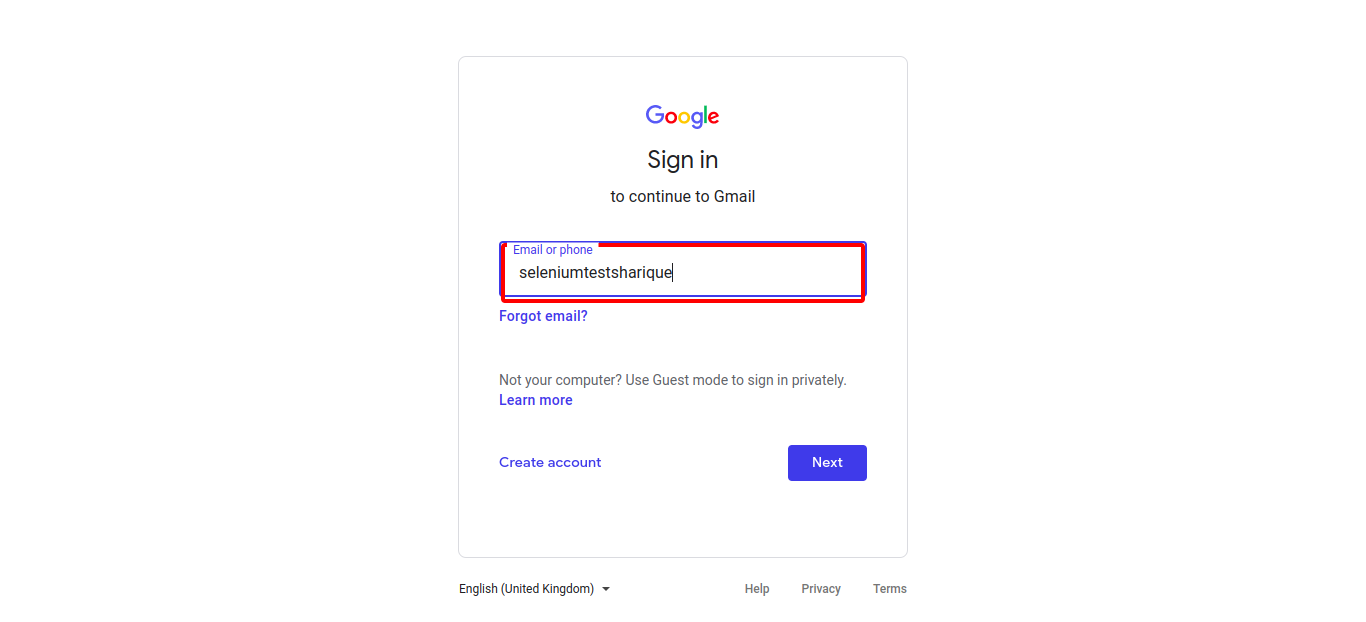 Google
Sign in
to continue to Gmail
Email or phone
seleniumtestsharique
Forgot email?
Not your computer? Use Guest mode to sign in privately.
Learn more
Create account
Next
English (United Kingdom)
Help
Privacy
Terms